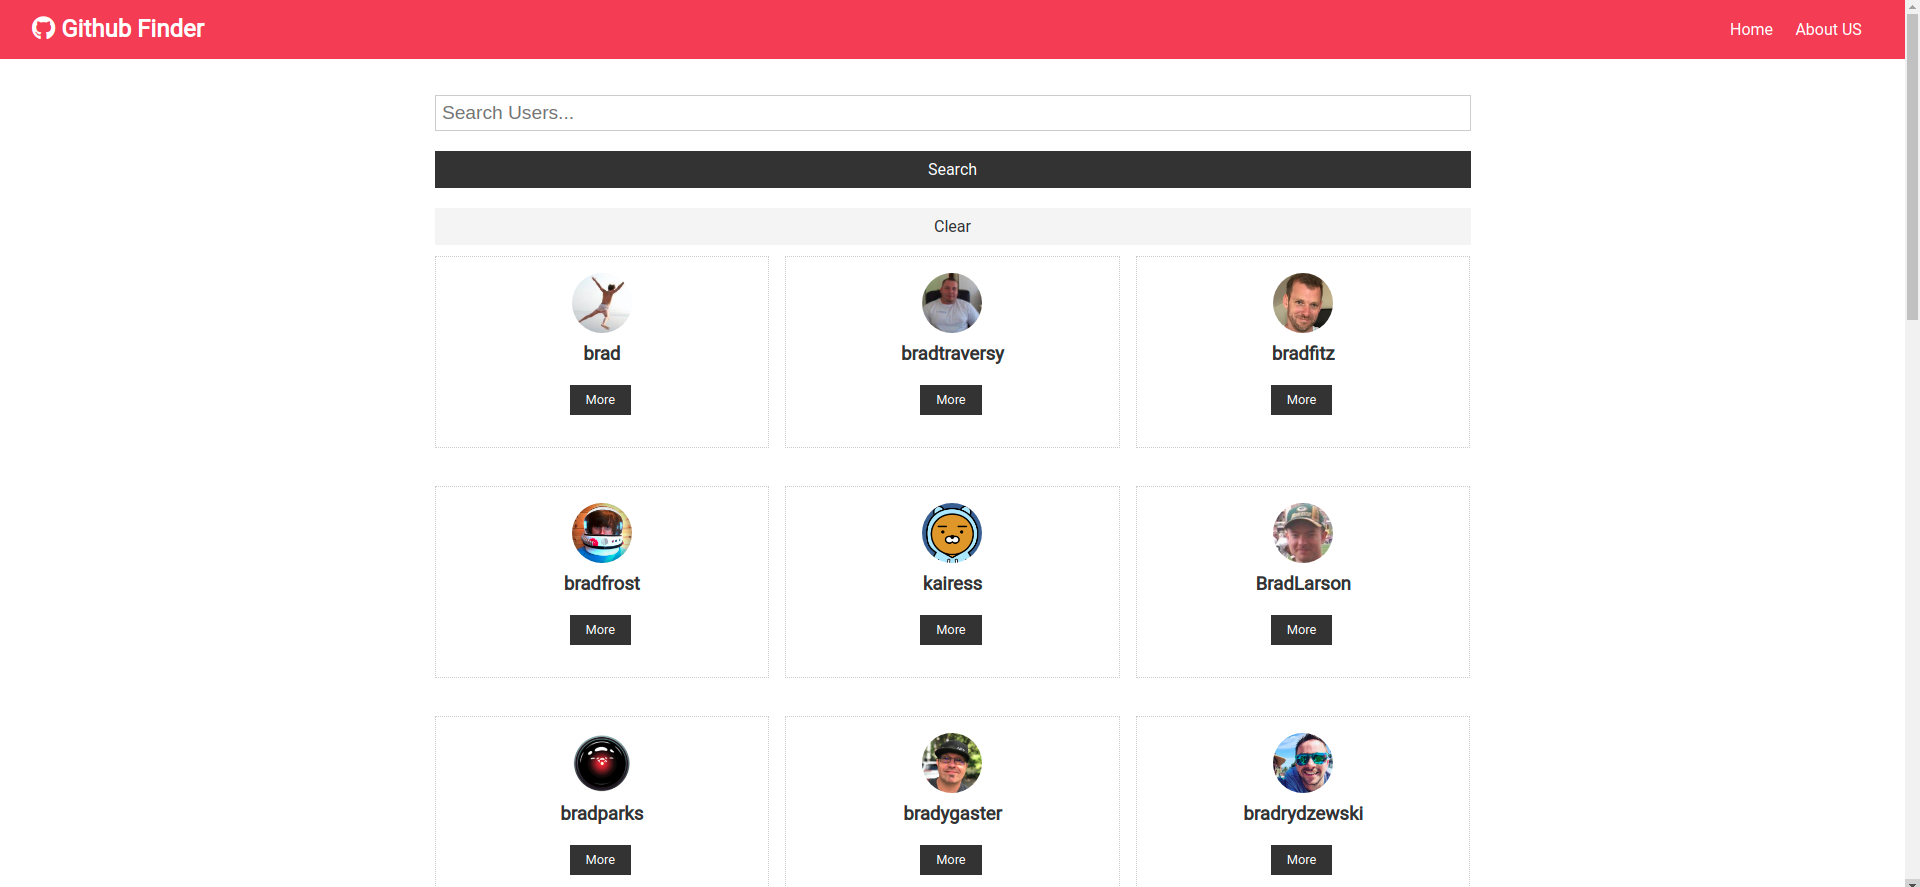 Github Finder
Home About US
Search Users...
Search
Clear
brad bradtraversy bradfitz
More More More
bradfrost kairess BradLarson
More More More
bradparks bradygaster bradrydzewski
More More More